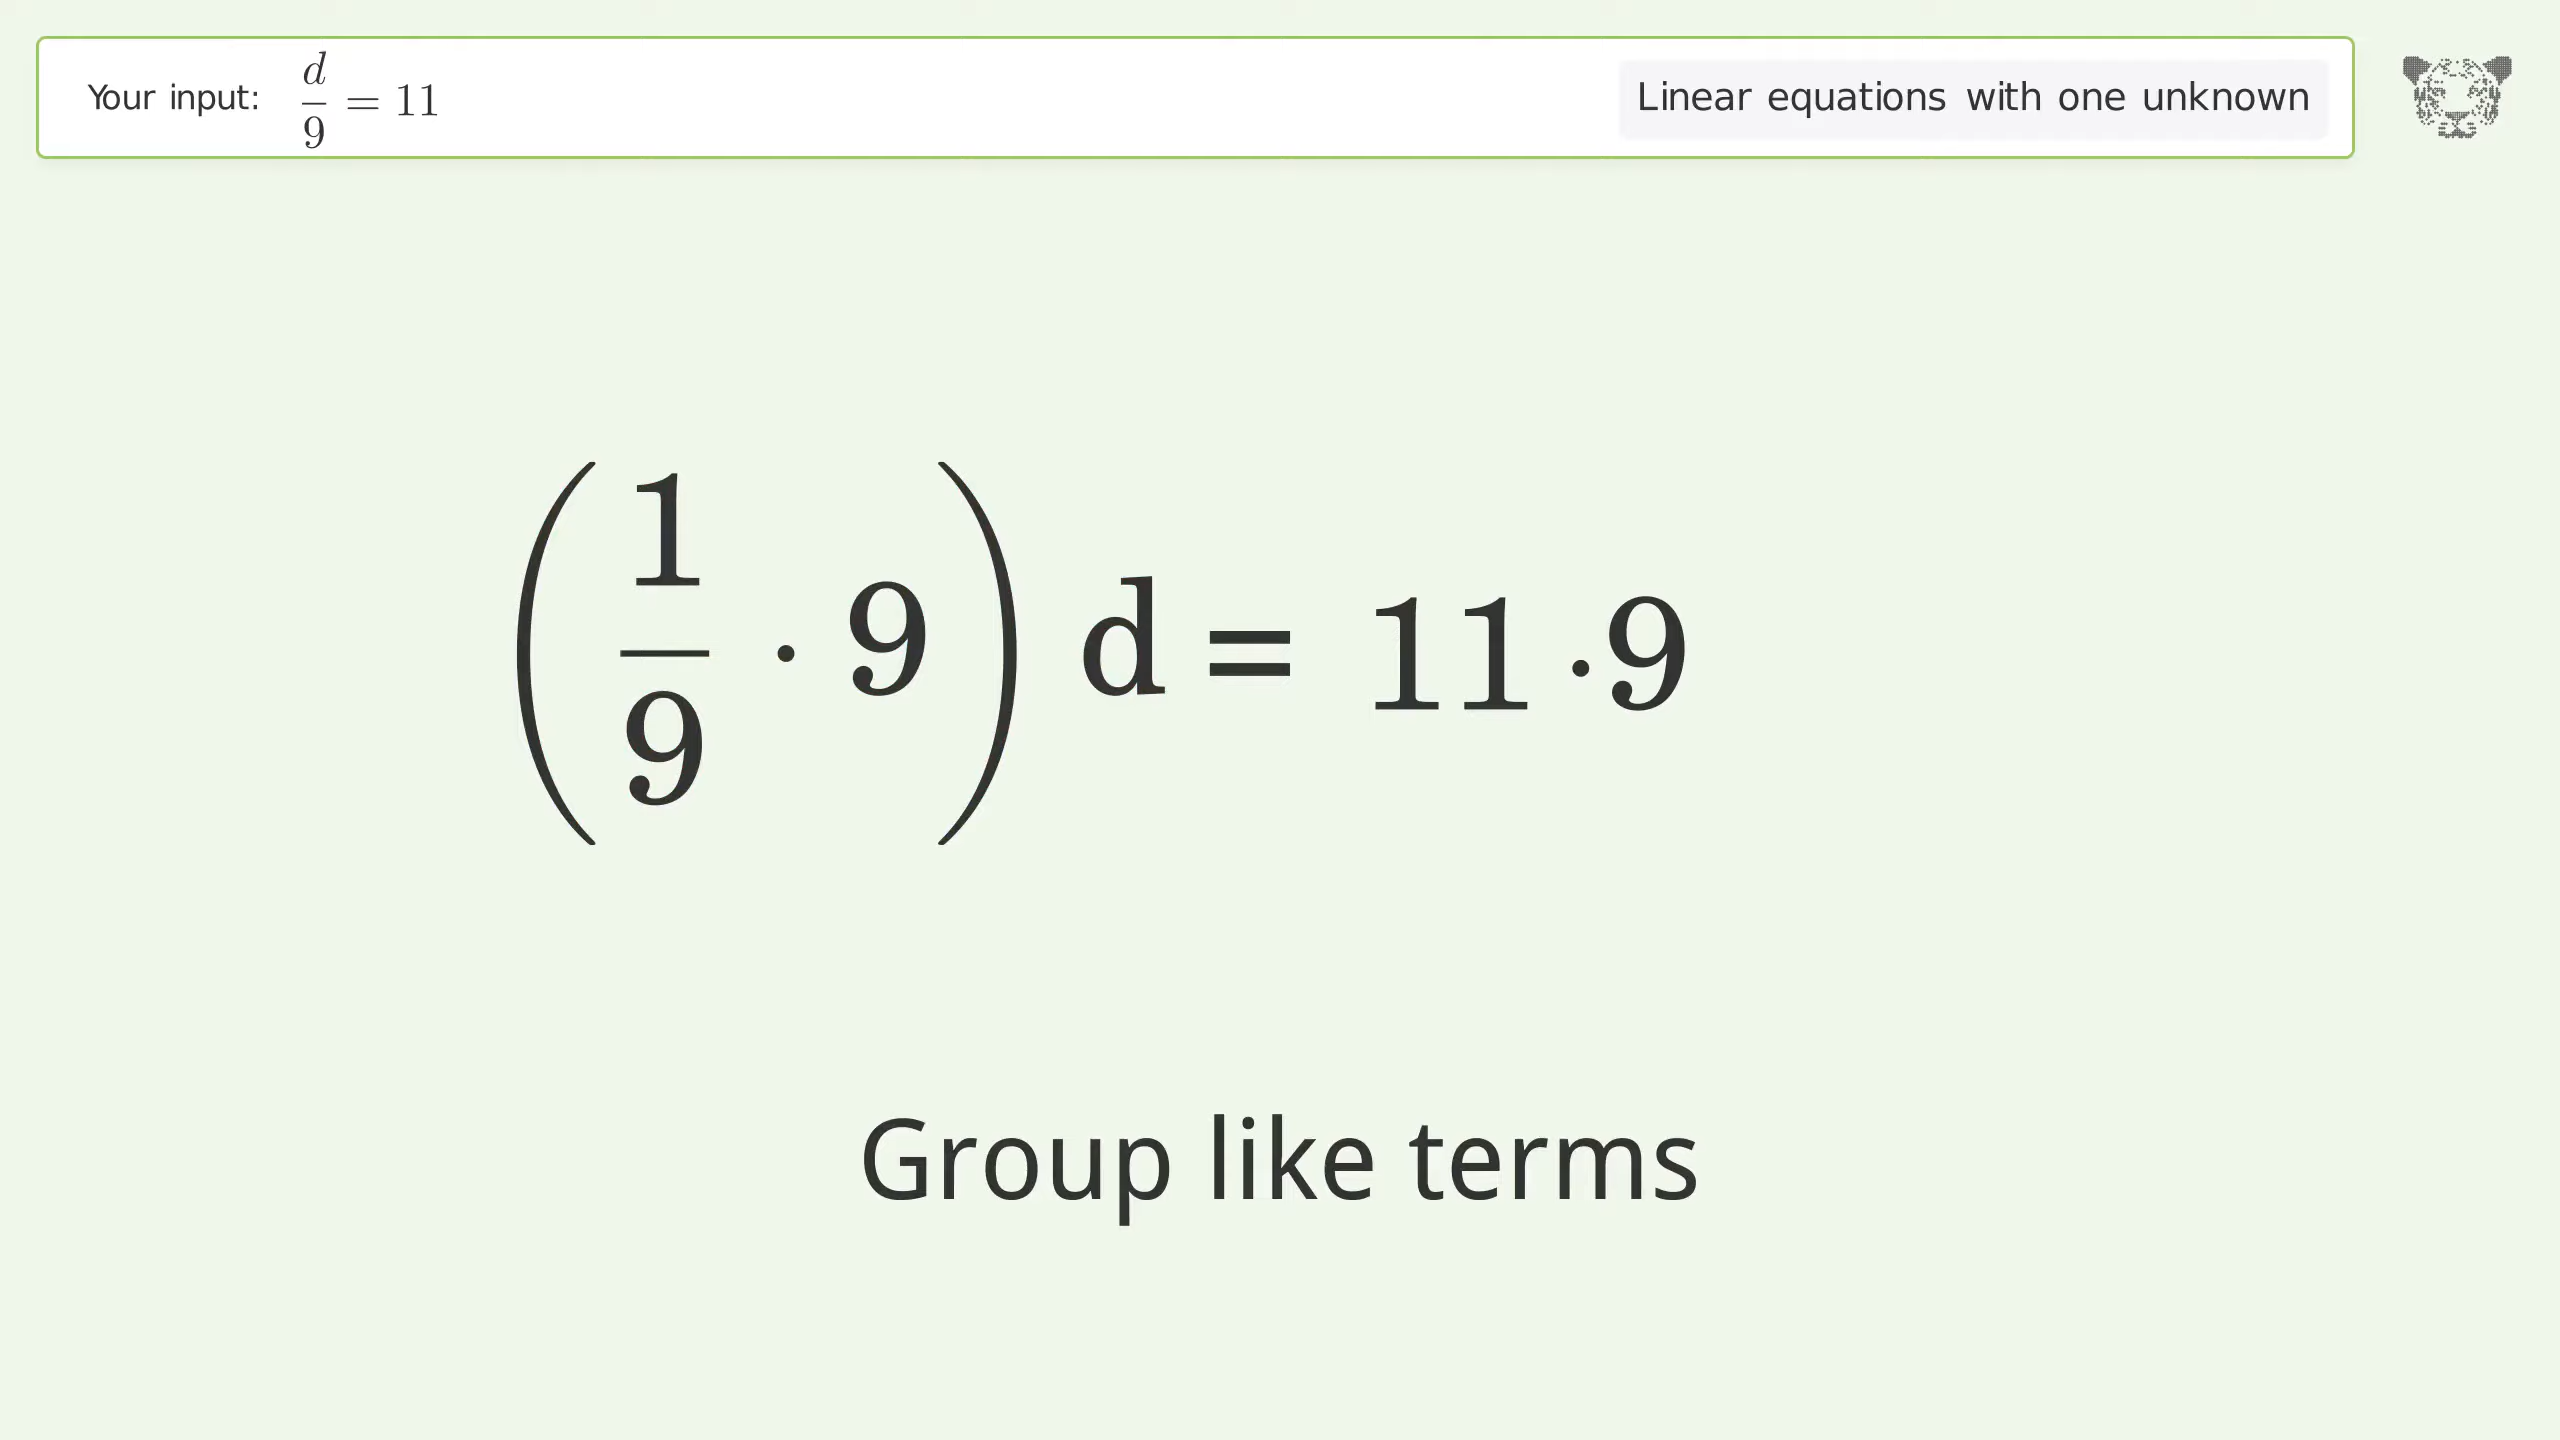 Your input: d/9 = 11
Linear equations with one unknown
(1/9 · 9) d = 11 · 9
Group like terms